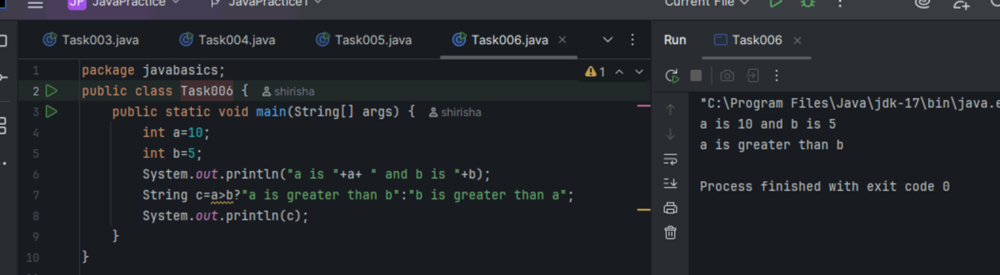 JP JavaPractice JavaPractice1 Current File
Task003.java Task004.java Task005.java Task006.java Run Task006
1 package javabasics; 1
2 public class Task006 { shirisha
3 public static void main(String[] args) { shirisha
4 int a=10;
5 int b=5;
6 System.out.println("a is "+a+ " and b is "+b);
7 String c=a>b?"a is greater than b":"b is greater than a";
8 System.out.println(c);
9 }
10 }
"C:\Program Files\Java\jdk-17\bin\java.e
a is 10 and b is 5
a is greater than b
Process finished with exit code 0